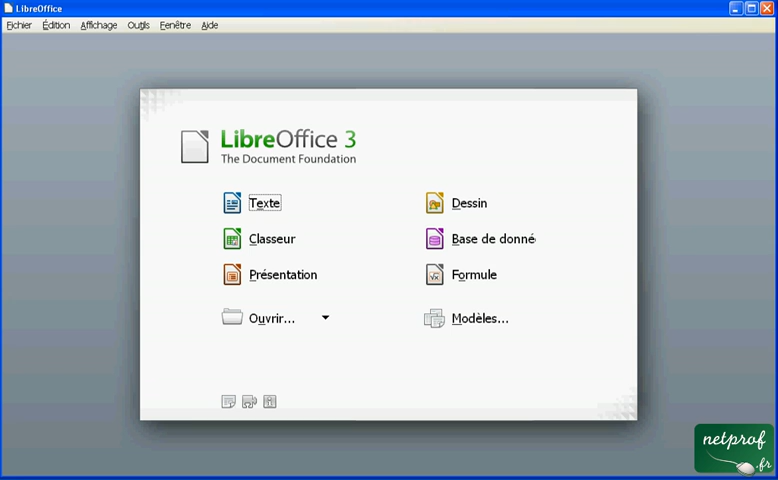 LibreOffice
Fichier Édition Affichage Outils Fenêtre Aide
LibreOffice 3
The Document Foundation
Texte
Dessin
Classeur
Base de donné
Présentation
Formule
Ouvrir...
Modèles...
netprof
.fr